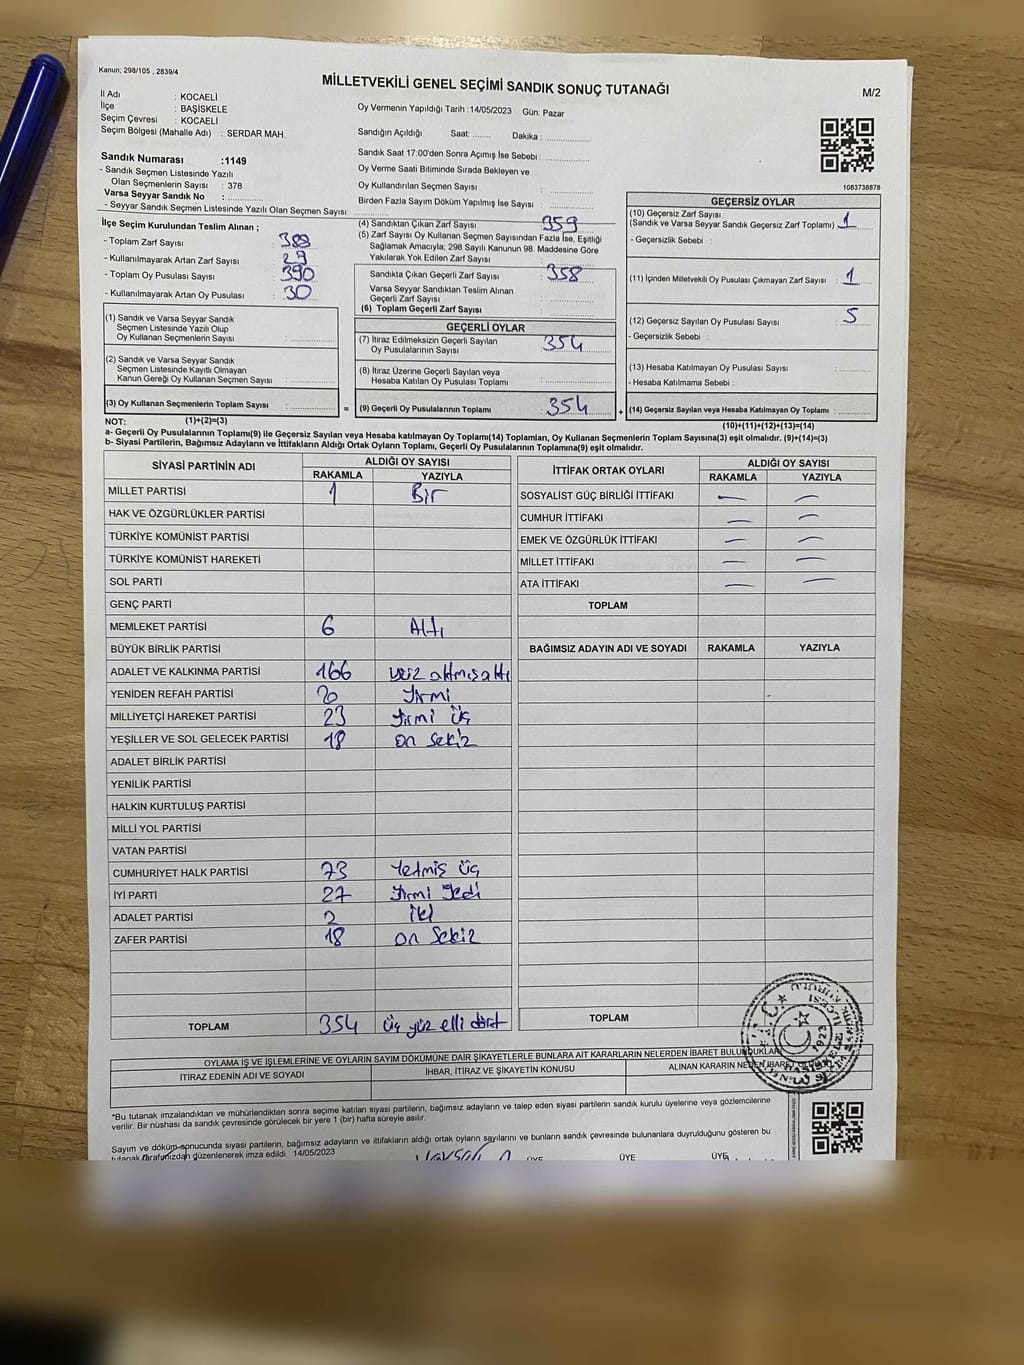 Kanun; 298/105 , 2839/4
MİLLETVEKİLİ GENEL SEÇİMİ SANDIK SONUÇ TUTANAĞI
M/2
İl Adı : KOCAELİ
İlçe : BAŞİSKELE
Seçim Çevresi : KOCAELİ
Seçim Bölgesi (Mahalle Adı) : SERDAR MAH.
Sandık Numarası :1149
- Sandık Seçmen Listesinde Yazılı
Olan Seçmenlerin Sayısı : 378
Varsa Seyyar Sandık No :
- Seyyar Sandık Seçmen Listesinde Yazılı Olan Seçmen Sayısı:
Oy Vermenin Yapıldığı Tarih :14/05/2023 Gün: Pazar
Sandığın Açıldığı Saat: ........ Dakika :
Sandık Saat 17:00'den Sonra Açımış İse Sebebi :
Oy Verme Saati Bitiminde Sırada Bekleyen ve
Oy Kullandırılan Seçmen Sayısı :
Birden Fazla Sayım Döküm Yapılmış İse Sayısı :
1083738878
İlçe Seçim Kurulundan Teslim Alınan ;
- Toplam Zarf Sayısı : 389
- Kullanılmayarak Artan Zarf Sayısı : 29
- Toplam Oy Pusulası Sayısı : 390
- Kullanılmayarak Artan Oy Pusulası : 30
(1) Sandık ve Varsa Seyyar Sandık
Seçmen Listesinde Yazılı Olup
Oy Kullanan Seçmenlerin Sayısı :
(2) Sandık ve Varsa Seyyar Sandık
Seçmen Listesinde Kayıtlı Olmayan
Kanun Gereği Oy Kullanan Seçmen Sayısı :
(3) Oy Kullanan Seçmenlerin Toplam Sayısı :
(1)+(2)=(3)
(4) Sandıktan Çıkan Zarf Sayısı : 359
(5) Zarf Sayısı Oy Kullanan Seçmen Sayısından Fazla İse, Eşitliği
Sağlamak Amacıyla; 298 Sayılı Kanunun 98. Maddesine Göre
Yakılarak Yok Edilen Zarf Sayısı :
Sandıkta Çıkan Geçerli Zarf Sayısı : 358
Varsa Seyyar Sandıktan Teslim Alınan
Geçerli Zarf Sayısı :
(6) Toplam Geçerli Zarf Sayısı :
GEÇERLİ OYLAR
(7) İtiraz Edilmeksizin Geçerli Sayılan
Oy Pusulalarının Sayısı : 354
(8) İtiraz Üzerine Geçerli Sayılan veya
Hesaba Katılan Oy Pusulası Toplamı :
= (9) Geçerli Oy Pusulalarının Toplamı : 354
GEÇERSİZ OYLAR
(10) Geçersiz Zarf Sayısı
(Sandık ve Varsa Seyyar Sandık Geçersiz Zarf Toplamı) : 1
- Geçersizlik Sebebi :
(11) İçinden Milletvekili Oy Pusulası Çıkmayan Zarf Sayısı : 1
(12) Geçersiz Sayılan Oy Pusulası Sayısı : 5
- Geçersizlik Sebebi :
(13) Hesaba Katılmayan Oy Pusulası Sayısı :
- Hesaba Katılmama Sebebi :
+ (14) Geçersiz Sayılan veya Hesaba Katılmayan Oy Toplamı :
(10)+(11)+(12)+(13)=(14)
NOT:
a- Geçerli Oy Pusulalarının Toplamı(9) ile Geçersiz Sayılan veya Hesaba katılmayan Oy Toplamı(14) Toplamları, Oy Kullanan Seçmenlerin Toplam Sayısına(3) eşit olmalıdır. (9)+(14)=(3)
b- Siyasi Partilerin, Bağımsız Adayların ve İttifakların Aldığı Ortak Oyların Toplamı, Geçerli Oy Pusulalarının Toplamına(9) eşit olmalıdır.
SİYASİ PARTİNİN ADI
ALDIĞI OY SAYISI
RAKAMLA YAZIYLA
MİLLET PARTİSİ 1 Bir
HAK VE ÖZGÜRLÜKLER PARTİSİ
TÜRKİYE KOMÜNİST PARTİSİ
TÜRKİYE KOMÜNİST HAREKETİ
SOL PARTİ
GENÇ PARTİ
MEMLEKET PARTİSİ 6 Altı
BÜYÜK BİRLİK PARTİSİ
ADALET VE KALKINMA PARTİSİ 166 yüz altmış altı
YENİDEN REFAH PARTİSİ 20 Yirmi
MİLLİYETÇİ HAREKET PARTİSİ 23 Yirmi üç
YEŞİLLER VE SOL GELECEK PARTİSİ 18 on sekiz
ADALET BİRLİK PARTİSİ
YENİLİK PARTİSİ
HALKIN KURTULUŞ PARTİSİ
MİLLİ YOL PARTİSİ
VATAN PARTİSİ
CUMHURİYET HALK PARTİSİ 73 Yetmiş üç
İYİ PARTİ 27 Yirmi Yedi
ADALET PARTİSİ 2 iki
ZAFER PARTİSİ 18 on sekiz
TOPLAM 354 üç yüz elli dört
İTTİFAK ORTAK OYLARI
ALDIĞI OY SAYISI
RAKAMLA YAZIYLA
SOSYALİST GÜÇ BİRLİĞİ İTTİFAKI — —
CUMHUR İTTİFAKI — —
EMEK VE ÖZGÜRLÜK İTTİFAKI — —
MİLLET İTTİFAKI — —
ATA İTTİFAKI — —
TOPLAM
BAĞIMSIZ ADAYIN ADI VE SOYADI RAKAMLA YAZIYLA
TOPLAM
OYLAMA İŞ VE İŞLEMLERİNE VE OYLARIN SAYIM DÖKÜMÜNE DAİR ŞİKAYETLERLE BUNLARA AİT KARARLARIN NELERDEN İBARET BULUNDUKLARI
İTİRAZ EDENİN ADI VE SOYADI
İHBAR, İTİRAZ VE ŞİKAYETİN KONUSU
ALINAN KARARIN NEDEN İBARET
*Bu tutanak imzalandıktan ve mühürlendikten sonra seçime katılan siyasi partilerin, bağımsız adayların ve talep eden siyasi partilerin sandık kurulu üyelerine veya gözlemcilerine
verilir. Bir nüshası da sandık çevresinde görülecek bir yere 1 (bir) hafta süreyle asılır.
Sayım ve döküm sonucunda siyasi partilerin, bağımsız adayların ve ittifakların aldığı ortak oyların sayılarını ve bunların sandık çevresinde bulunanlara duyrulduğunu gösteren bu
tutanak tarafımızdan düzenlenerek imza edildi. 14/05/2023
ÜYE ÜYE ÜYE